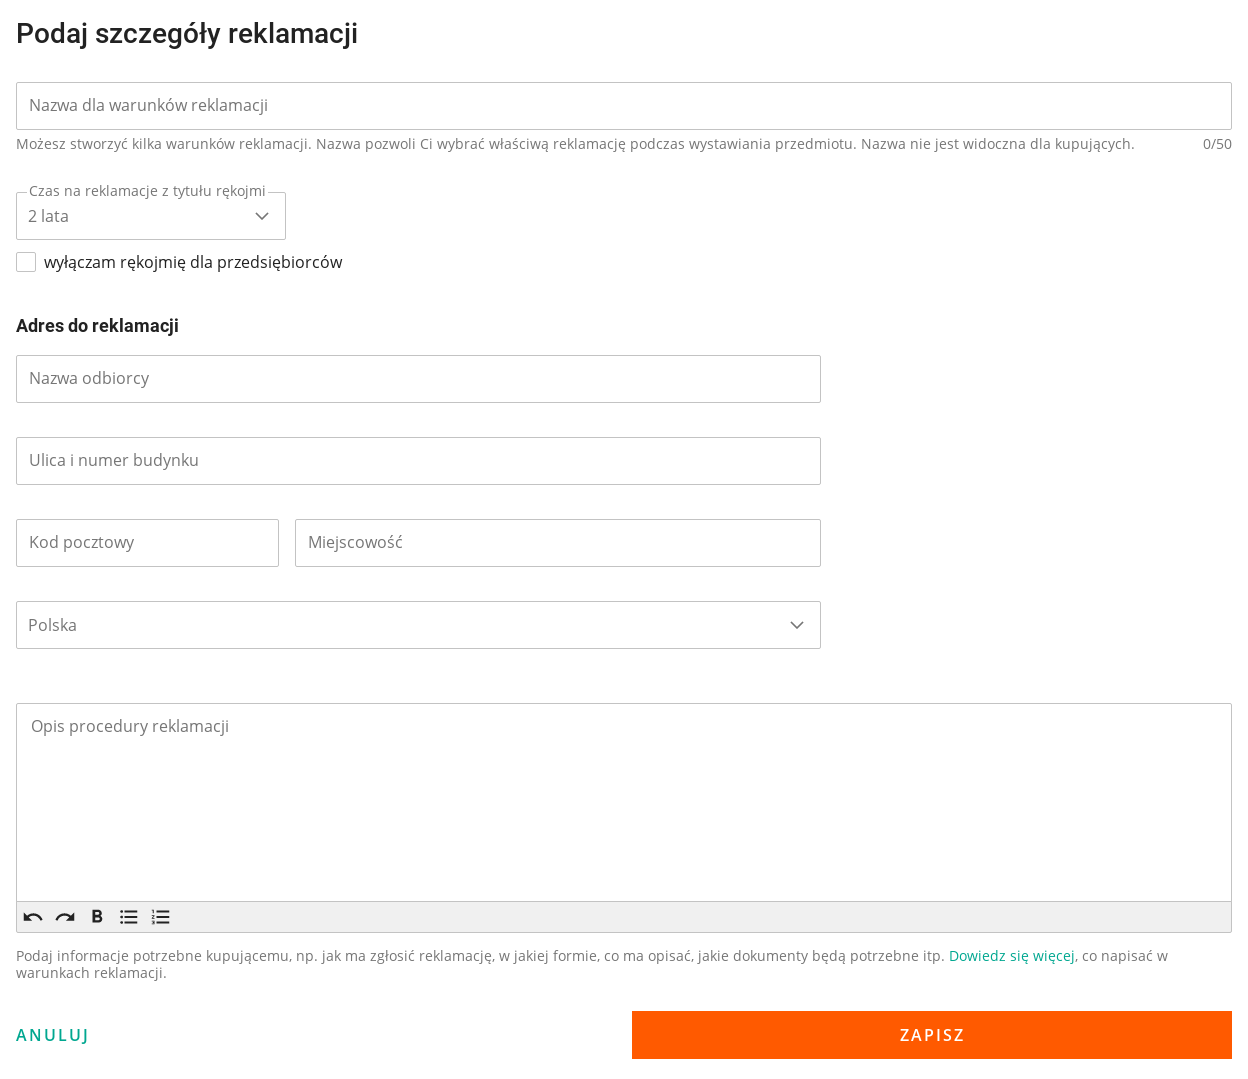 Podaj szczegóły reklamacji
Nazwa dla warunków reklamacji
Możesz stworzyć kilka warunków reklamacji. Nazwa pozwoli Ci wybrać właściwą reklamację podczas wystawiania przedmiotu. Nazwa nie jest widoczna dla kupujących. 0/50
Czas na reklamacje z tytułu rękojmi
2 lata
wyłączam rękojmię dla przedsiębiorców
Adres do reklamacji
Nazwa odbiorcy
Ulica i numer budynku
Kod pocztowy Miejscowość
Polska
Opis procedury reklamacji
Podaj informacje potrzebne kupującemu, np. jak ma zgłosić reklamację, w jakiej formie, co ma opisać, jakie dokumenty będą potrzebne itp. Dowiedz się więcej, co napisać w
warunkach reklamacji.
ANULUJ ZAPISZ